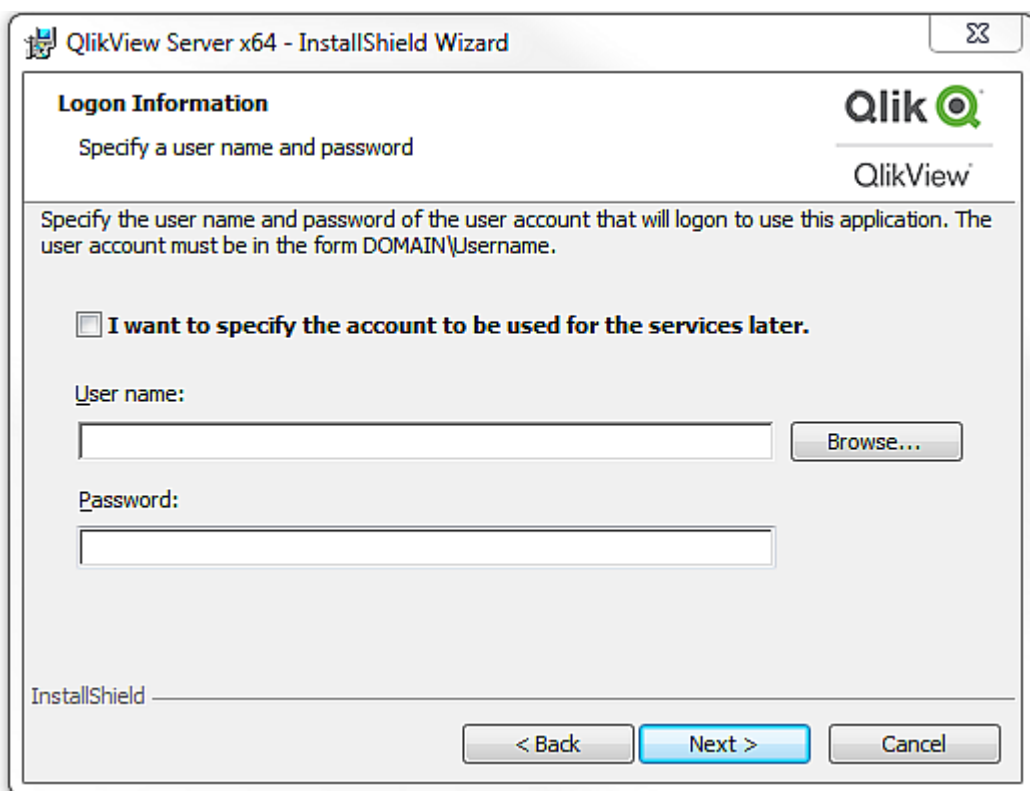 QlikView Server x64 - InstallShield Wizard
Logon Information
Specify a user name and password
Qlik
QlikView
Specify the user name and password of the user account that will logon to use this application. The
user account must be in the form DOMAIN\Username.
I want to specify the account to be used for the services later.
User name:
Browse...
Password:
InstallShield
< Back
Next >
Cancel